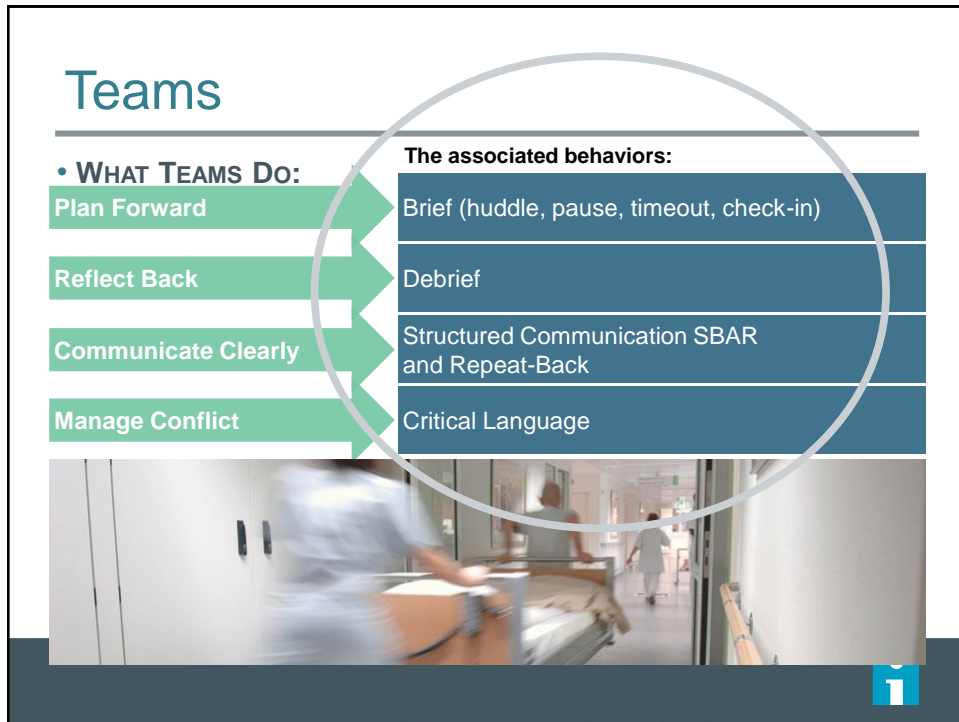 Teams
• WHAT TEAMS DO:
The associated behaviors:
Plan Forward
Brief (huddle, pause, timeout, check-in)
Reflect Back
Debrief
Communicate Clearly
Structured Communication SBAR
and Repeat-Back
Manage Conflict
Critical Language